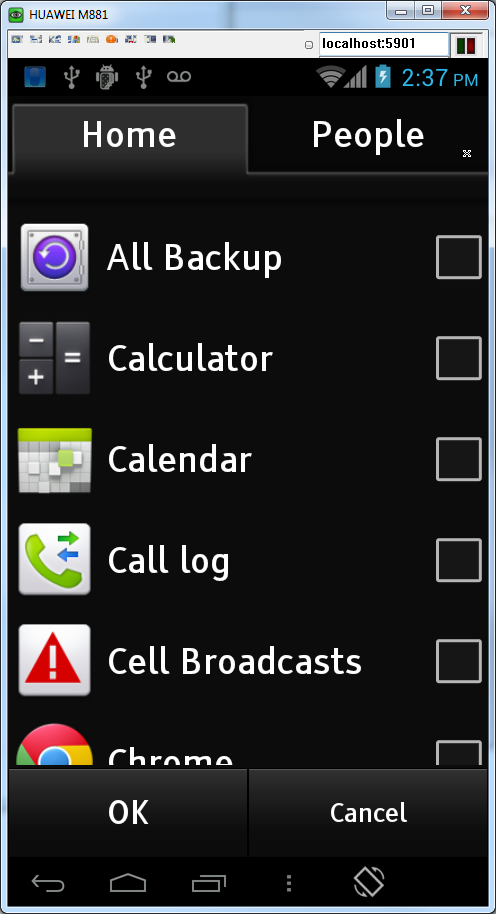 HUAWEI M881
localhost:5901
2:37 PM
Home People
All Backup
Calculator
Calendar
Call log
Cell Broadcasts
Chrome
OK Cancel